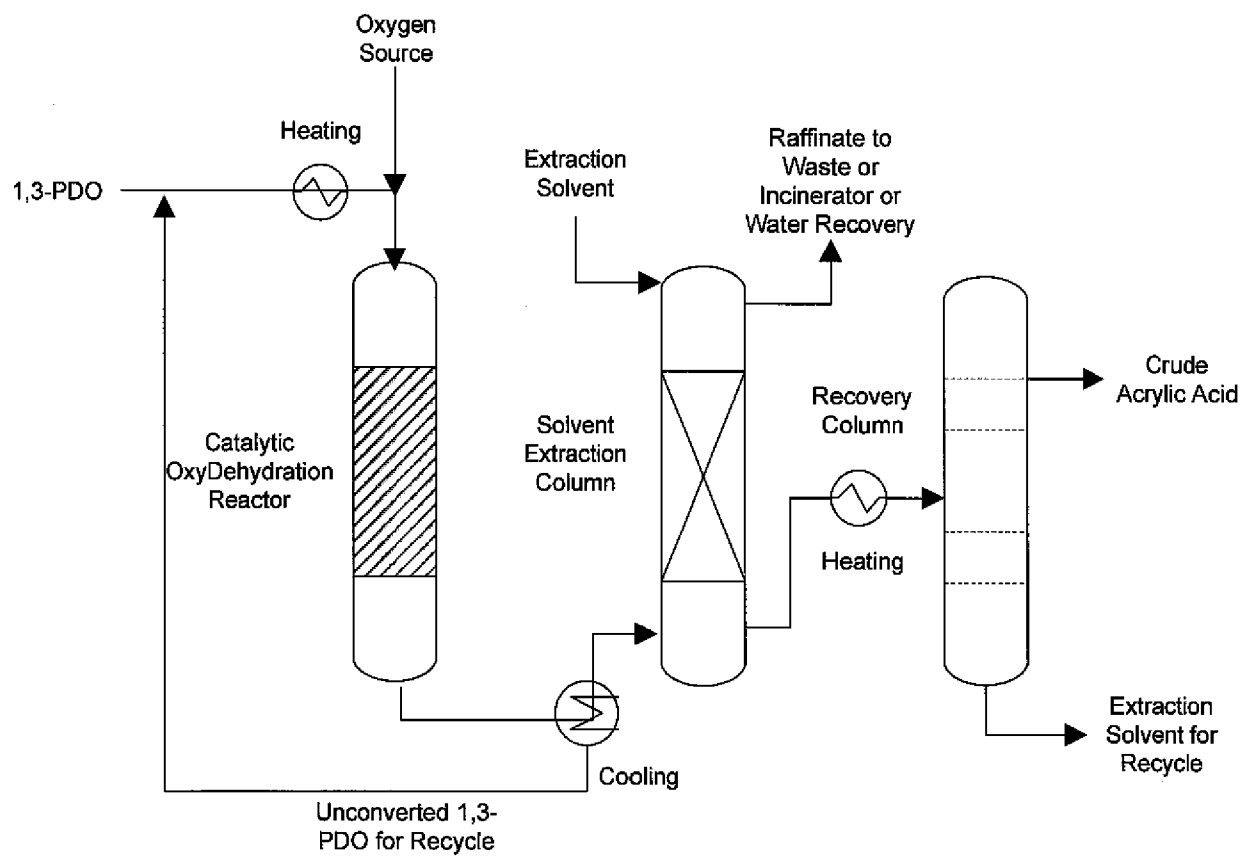 Oxygen
Source
Heating
1,3-PDO
Extraction
Solvent
Raffinate to
Waste or
Incinerator or
Water Recovery
Catalytic
OxyDehydration
Reactor
Solvent
Extraction
Column
Recovery
Column
Heating
Crude
Acrylic Acid
Cooling
Unconverted 1,3-
PDO for Recycle
Extraction
Solvent for
Recycle